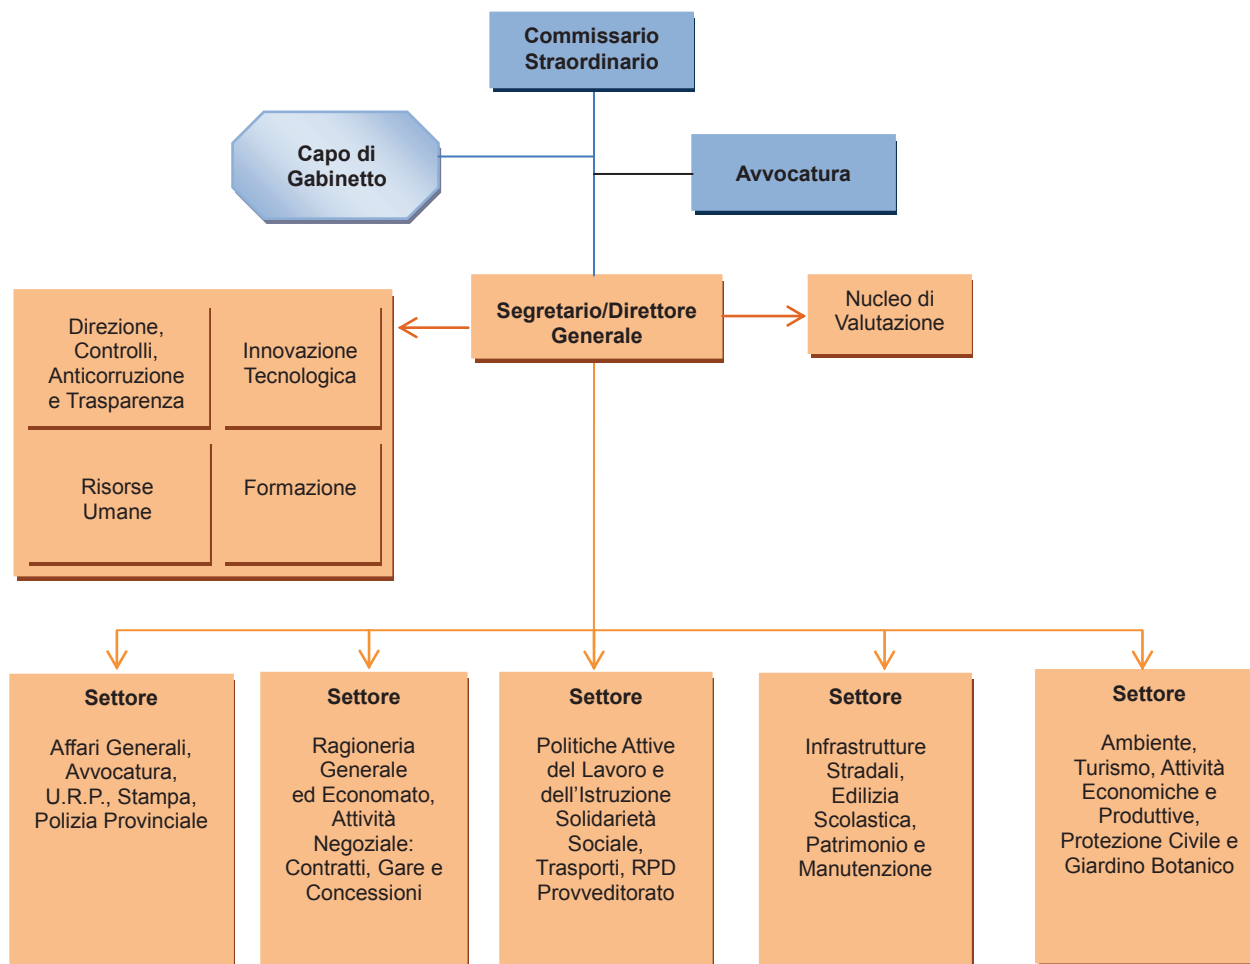 Commissario
Straordinario
Capo di
Gabinetto
Avvocatura
Segretario/Direttore
Generale
Nucleo di
Valutazione
Direzione,
Controlli,
Anticorruzione
e Trasparenza
Innovazione
Tecnologica
Risorse
Umane
Formazione
Settore
Affari Generali,
Avvocatura,
U.R.P., Stampa,
Polizia Provinciale
Settore
Ragioneria
Generale
ed Economato,
Attività
Negoziale:
Contratti, Gare e
Concessioni
Settore
Politiche Attive
del Lavoro e
dell’Istruzione
Solidarietà
Sociale,
Trasporti, RPD
Provveditorato
Settore
Infrastrutture
Stradali,
Edilizia
Scolastica,
Patrimonio e
Manutenzione
Settore
Ambiente,
Turismo, Attività
Economiche e
Produttive,
Protezione Civile e
Giardino Botanico